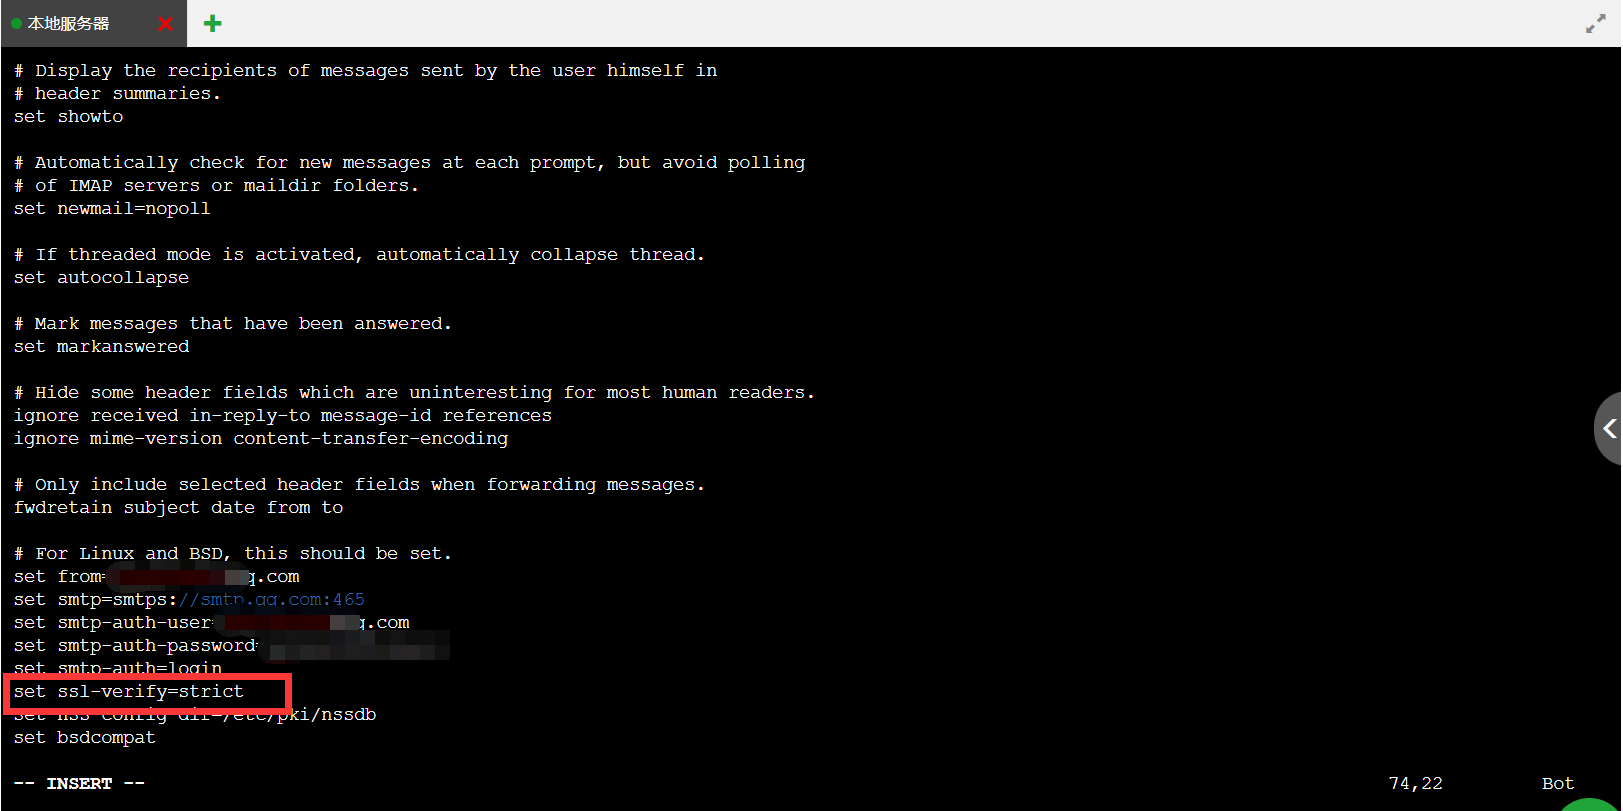 本地服务器
# Display the recipients of messages sent by the user himself in
# header summaries.
set showto
# Automatically check for new messages at each prompt, but avoid polling
# of IMAP servers or maildir folders.
set newmail=nopoll
# If threaded mode is activated, automatically collapse thread.
set autocollapse
# Mark messages that have been answered.
set markanswered
# Hide some header fields which are uninteresting for most human readers.
ignore received in-reply-to message-id references
ignore mime-version content-transfer-encoding
# Only include selected header fields when forwarding messages.
fwdretain subject date from to
# For Linux and BSD, this should be set.
set from= q.com
set smtp=smtps://smtp.qq.com:465
set smtp-auth-user= q.com
set smtp-auth-password=
set smtp-auth=login
set ssl-verify=strict
set nss-config-dir=/etc/pki/nssdb
set bsdcompat
-- INSERT -- 74,22 Bot